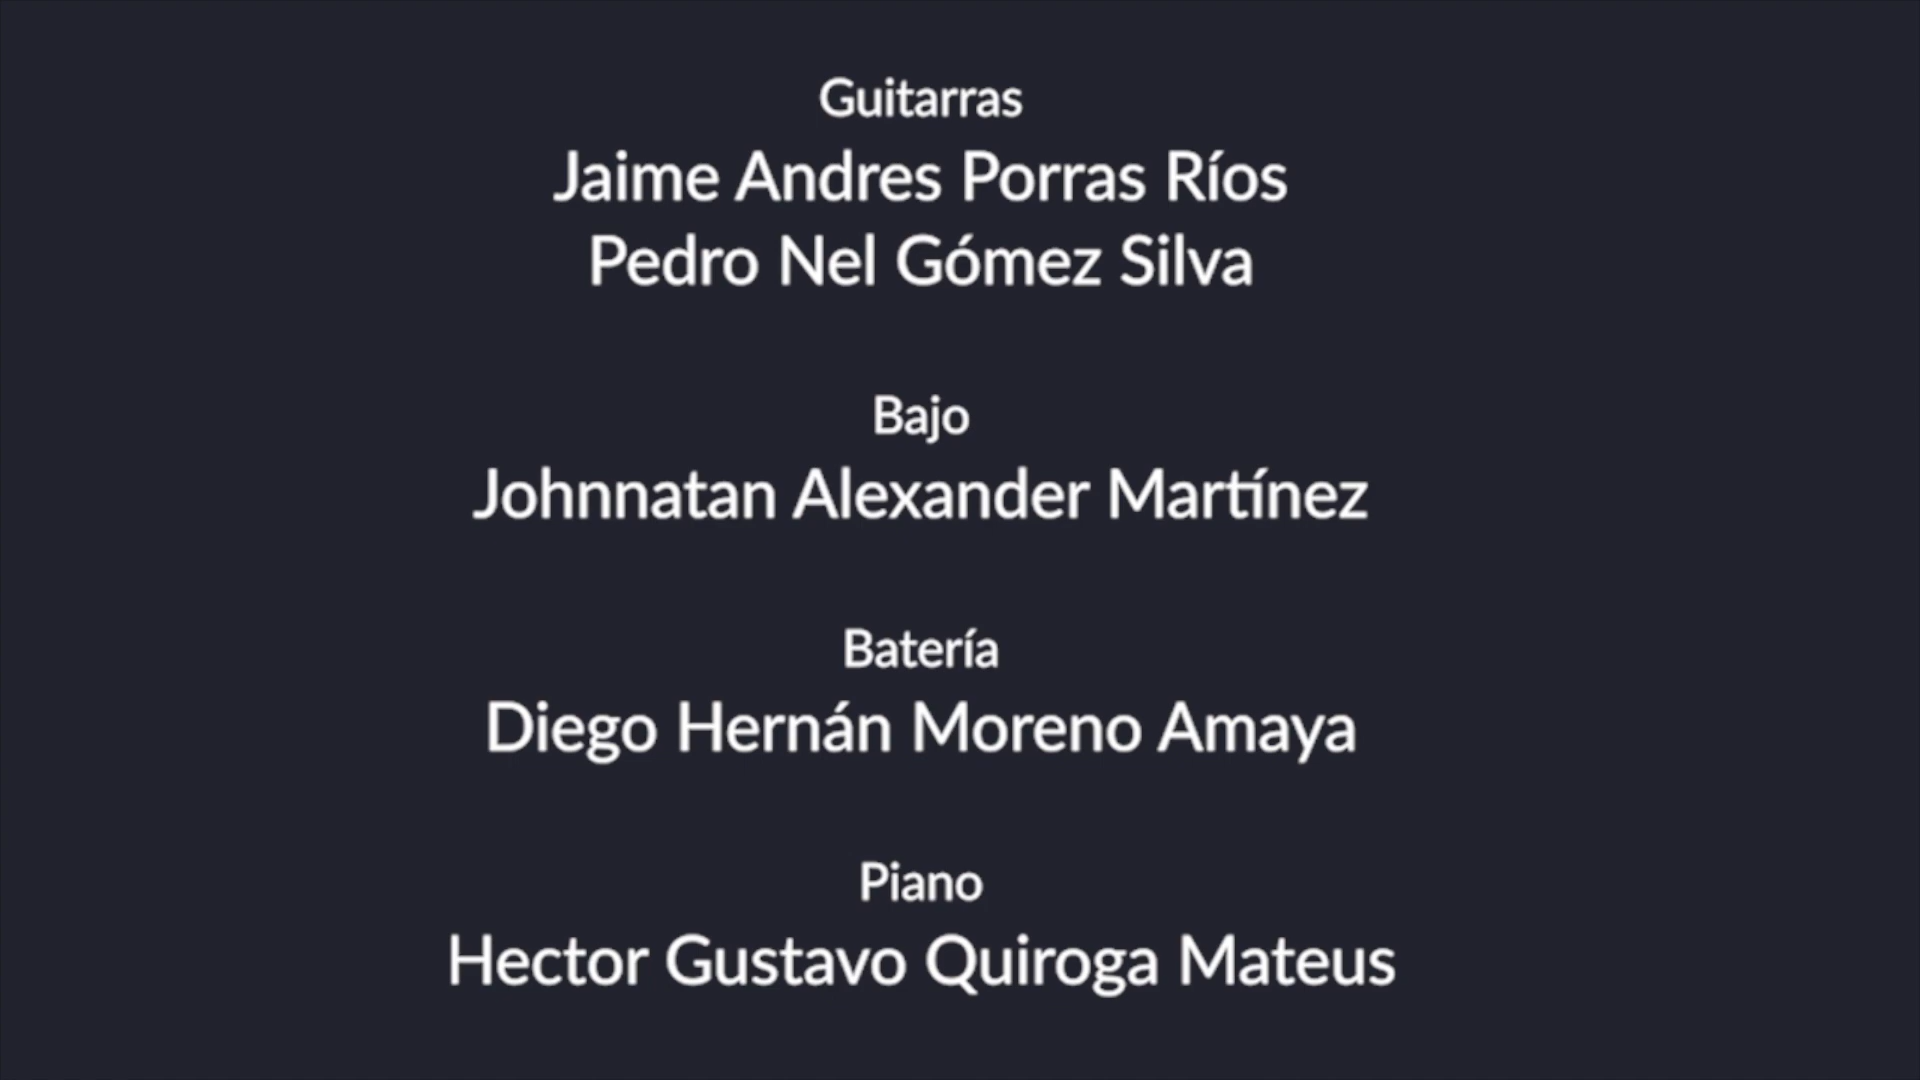 Guitarras
Jaime Andres Porras Ríos
Pedro Nel Gómez Silva
Bajo
Johnnatan Alexander Martínez
Batería
Diego Hernán Moreno Amaya
Piano
Hector Gustavo Quiroga Mateus